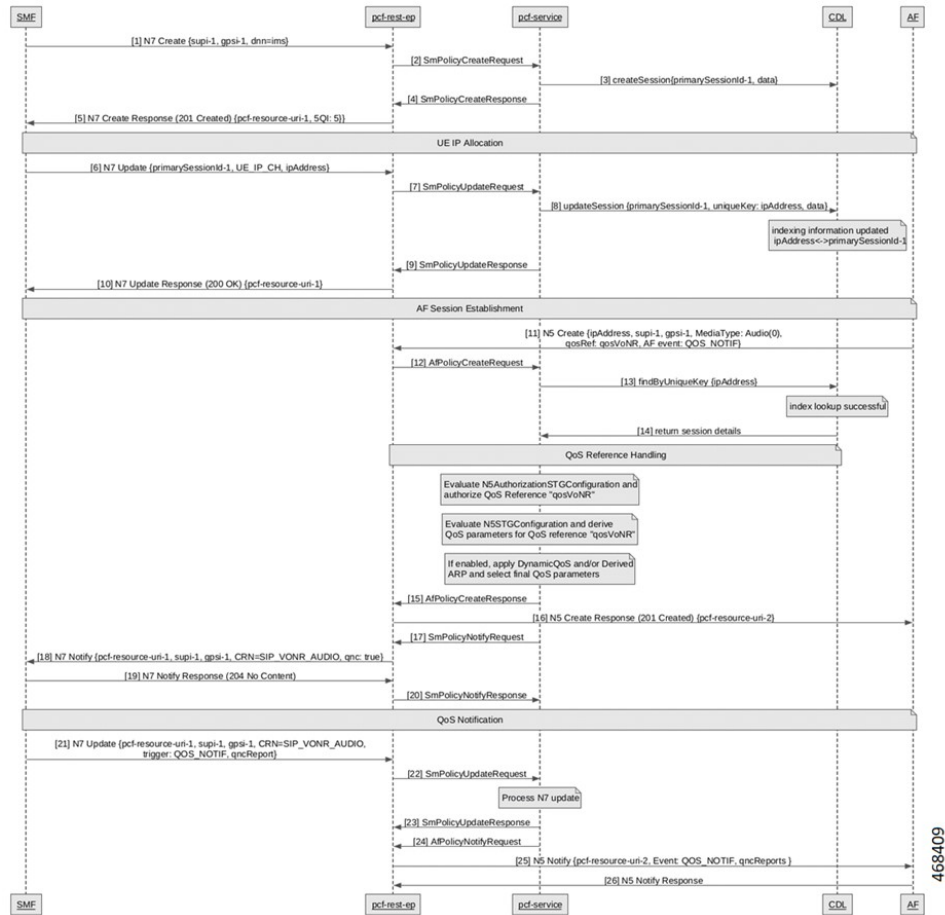 SMF
pcf-rest-ep
pcf-service
CDL
AF
[1] N7 Create {supi-1, gpsi-1, dnn=ims}
[2] SmPolicyCreateRequest
[3] createSession{primarySessionId-1, data}
[4] SmPolicyCreateResponse
[5] N7 Create Response (201 Created) {pcf-resource-uri-1, 5QI: 5}}
UE IP Allocation
[6] N7 Update {primarySessionId-1, UE_IP_CH, ipAddress}
[7] SmPolicyUpdateRequest
[8] updateSession {primarySessionId-1, uniqueKey: ipAddress, data}
indexing information updated
ipAddress<->primarySessionId-1
[9] SmPolicyUpdateResponse
[10] N7 Update Response (200 OK) {pcf-resource-uri-1}
AF Session Establishment
[11] N5 Create {ipAddress, supi-1, gpsi-1, MediaType: Audio(0),
qosRef: qosVoNR, AF event: QOS_NOTIF}
[12] AfPolicyCreateRequest
[13] findByUniqueKey {ipAddress}
index lookup successful
[14] return session details
QoS Reference Handling
Evaluate N5AuthorizationSTGConfiguration and
authorize QoS Reference "qosVoNR"
Evaluate N5STGConfiguration and derive
QoS parameters for QoS reference "qosVoNR"
If enabled, apply DynamicQoS and/or Derived
ARP and select final QoS parameters
[15] AfPolicyCreateResponse
[16] N5 Create Response (201 Created) {pcf-resource-uri-2}
[17] SmPolicyNotifyRequest
[18] N7 Notify {pcf-resource-uri-1, supi-1, gpsi-1, CRN=SIP_VONR_AUDIO, qnc: true}
[19] N7 Notify Response (204 No Content)
[20] SmPolicyNotifyResponse
QoS Notification
[21] N7 Update {pcf-resource-uri-1, supi-1, gpsi-1, CRN=SIP_VONR_AUDIO,
trigger: QOS_NOTIF, qncReport}
[22] SmPolicyUpdateRequest
Process N7 update
[23] SmPolicyUpdateResponse
[24] AfPolicyNotifyRequest
[25] N5 Notify {pcf-resource-uri-2, Event: QOS_NOTIF, qncReports }
[26] N5 Notify Response
SMF
pcf-rest-ep
pcf-service
CDL
AF
468409